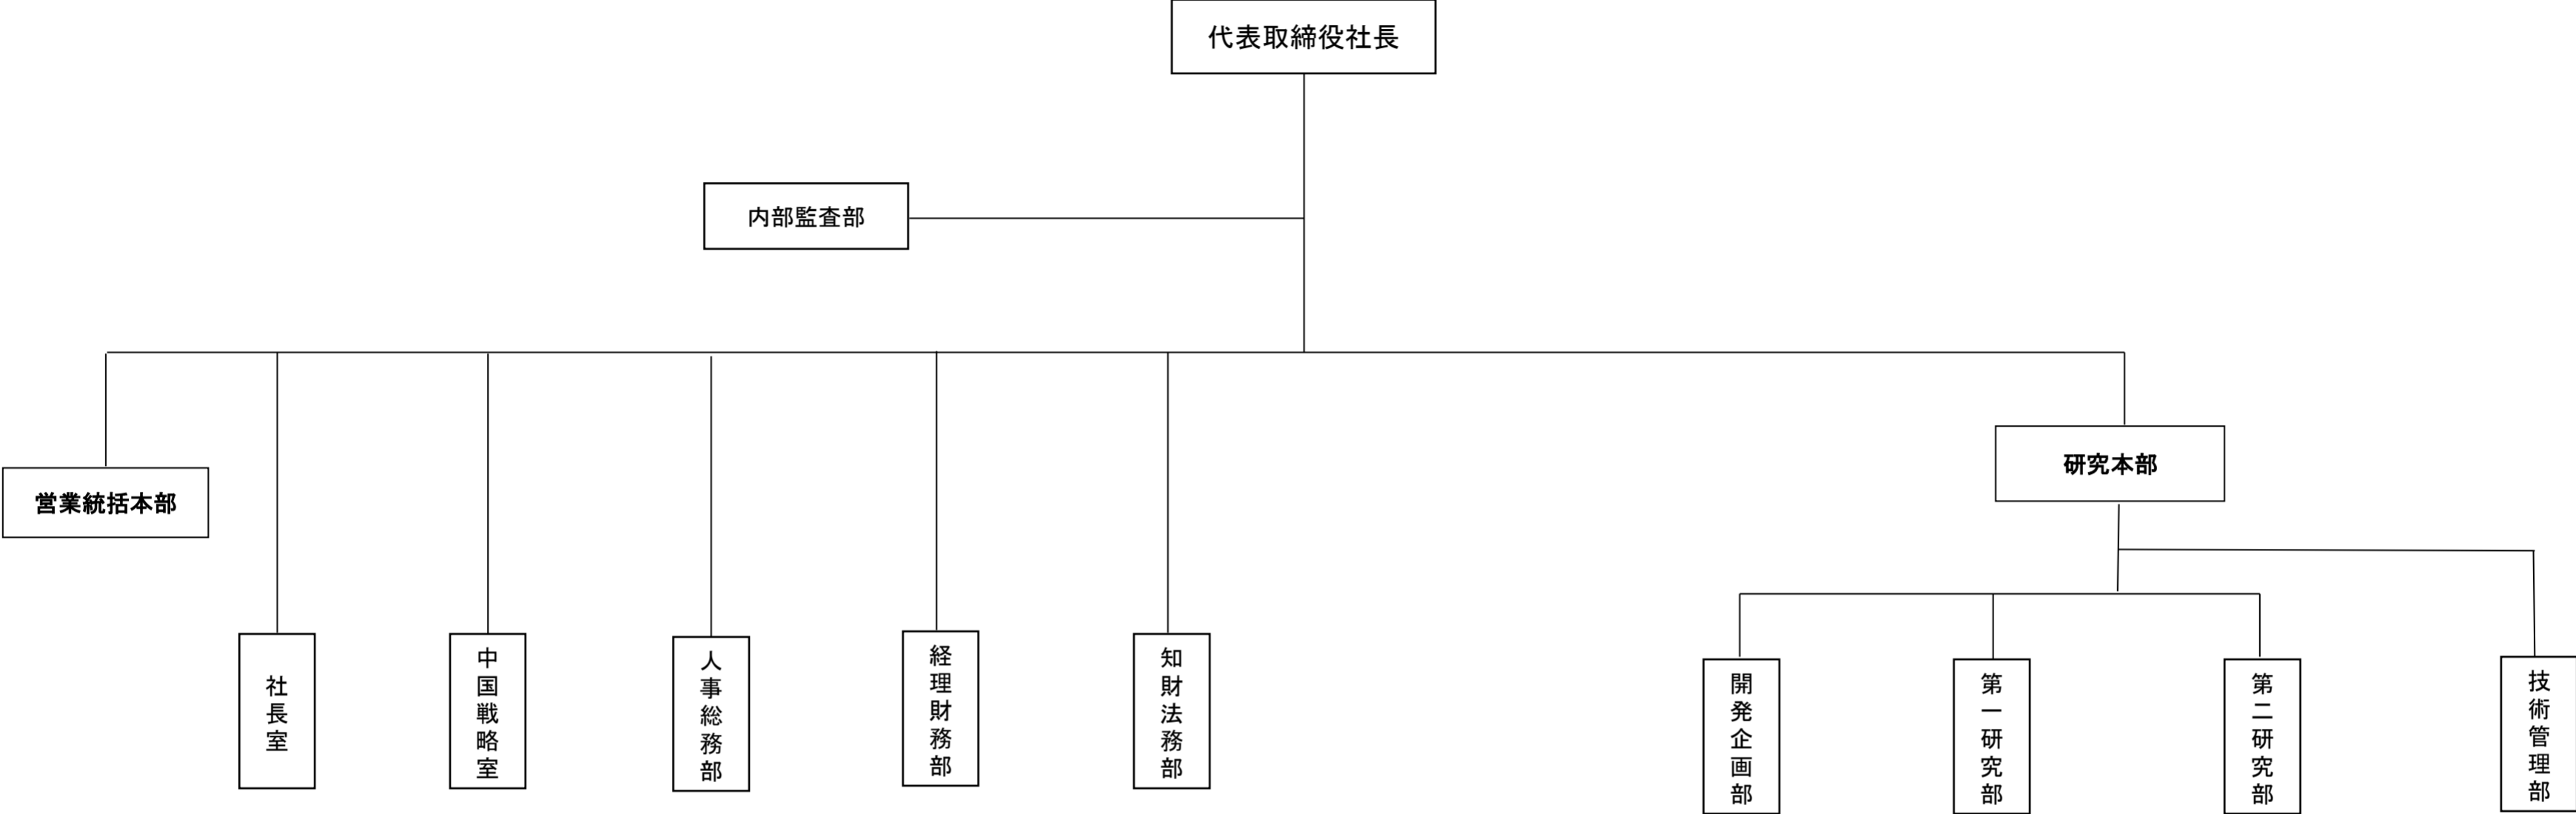 代表取締役社長
内部監査部
営業統括本部
研究本部
社長室
中国戦略室
人事総務部
経理財務部
知財法務部
開発企画部
第一研究部
第二研究部
技術管理部